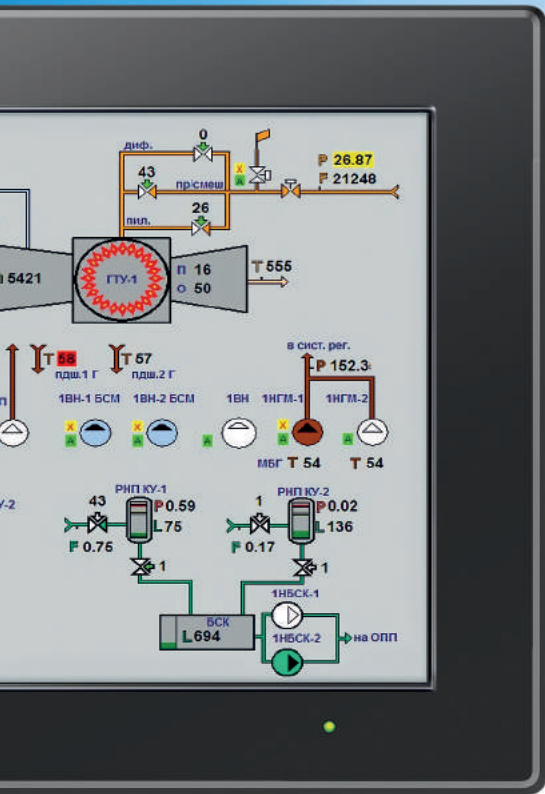 0
диф.
Р 26.87
43
X
прсмеш
А
F 21248
26
пил.
5421
ГТУ-1
П 16
О 50
Т 555
Т 58
Т 57
пдш.1 Г
пдш.2 Г
в сист. рег.
Р 152.3
1ВН-1 БСМ
1ВН-2 БСМ
1ВН
1НГМ-1
1НГМ-2
П
X
А
X
А
А
X
А
А
МБГ Т 54
Т 54
У-2
РНП КУ-1
РНП КУ-2
43
Р 0.59
1
Р 0.02
L 75
L 136
F 0.75
F 0.17
1
1
1НБСК-1
БСК
L 694
1НБСК-2
на ОПП